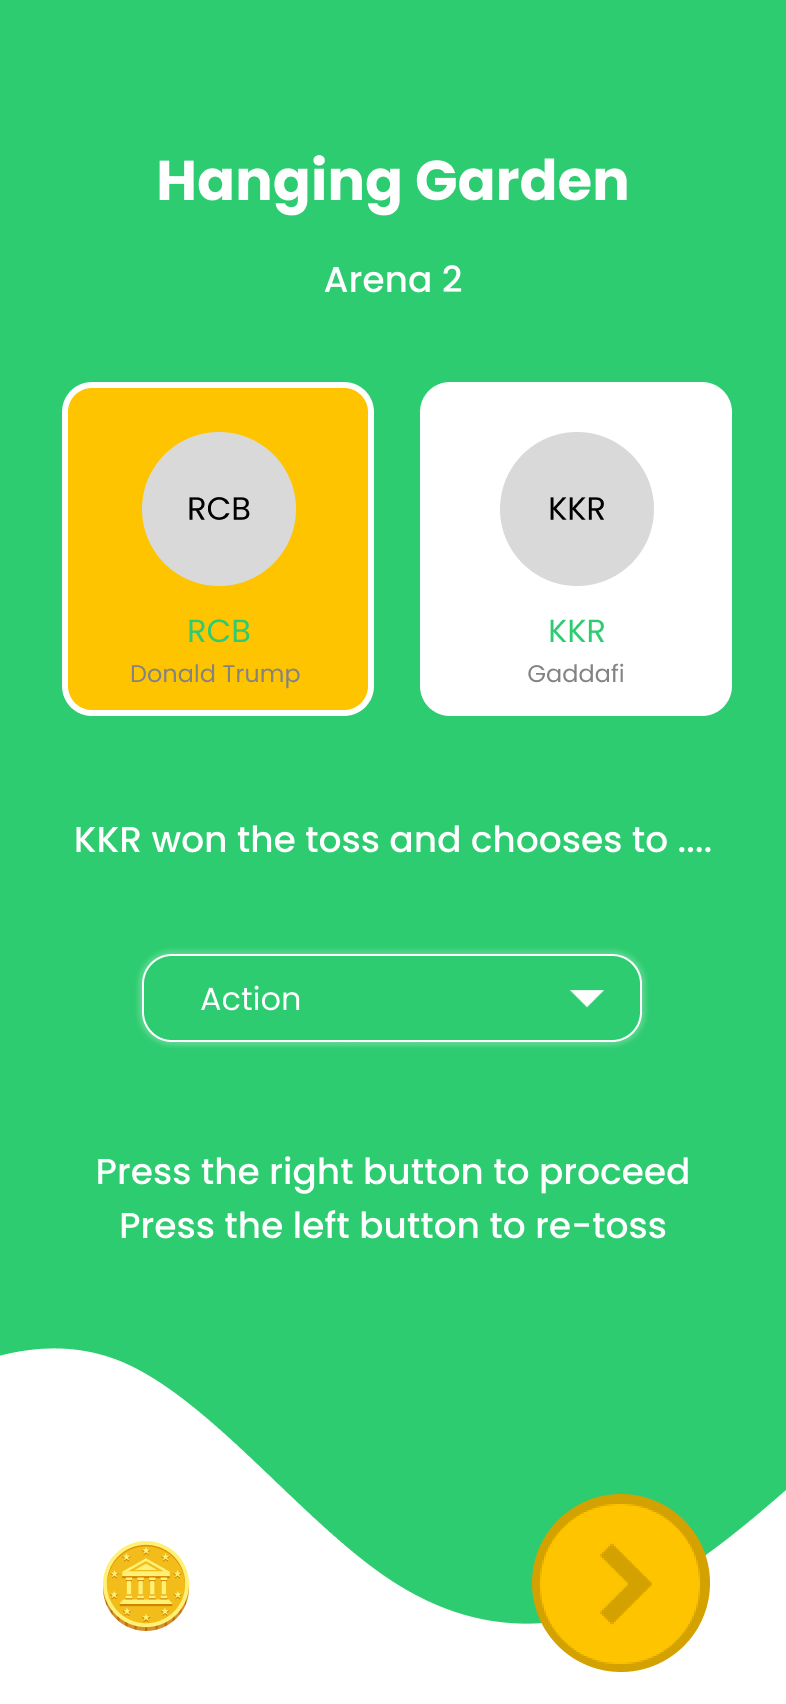 Hanging Garden
Arena 2
RCB
KKR
RCB
KKR
Donald Trump
Gaddafi
KKR won the toss and chooses to ....
Action
Press the right button to proceed
Press the left button to re-toss